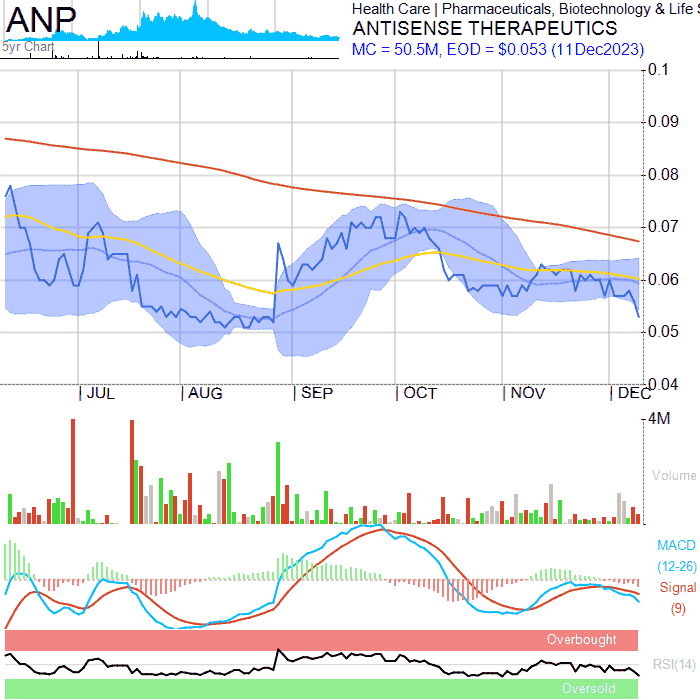 ANP
5yr Chart
Health Care | Pharmaceuticals, Biotechnology & Life S
ANTISENSE THERAPEUTICS
MC = 50.5M, EOD = $0.053 (11Dec2023)
0.1
0.09
0.08
0.07
0.06
0.05
0.04
JUL AUG SEP OCT NOV DEC
4M
Volume
MACD
(12-26)
Signal
(9)
Overbought
RSI(14)
Oversold